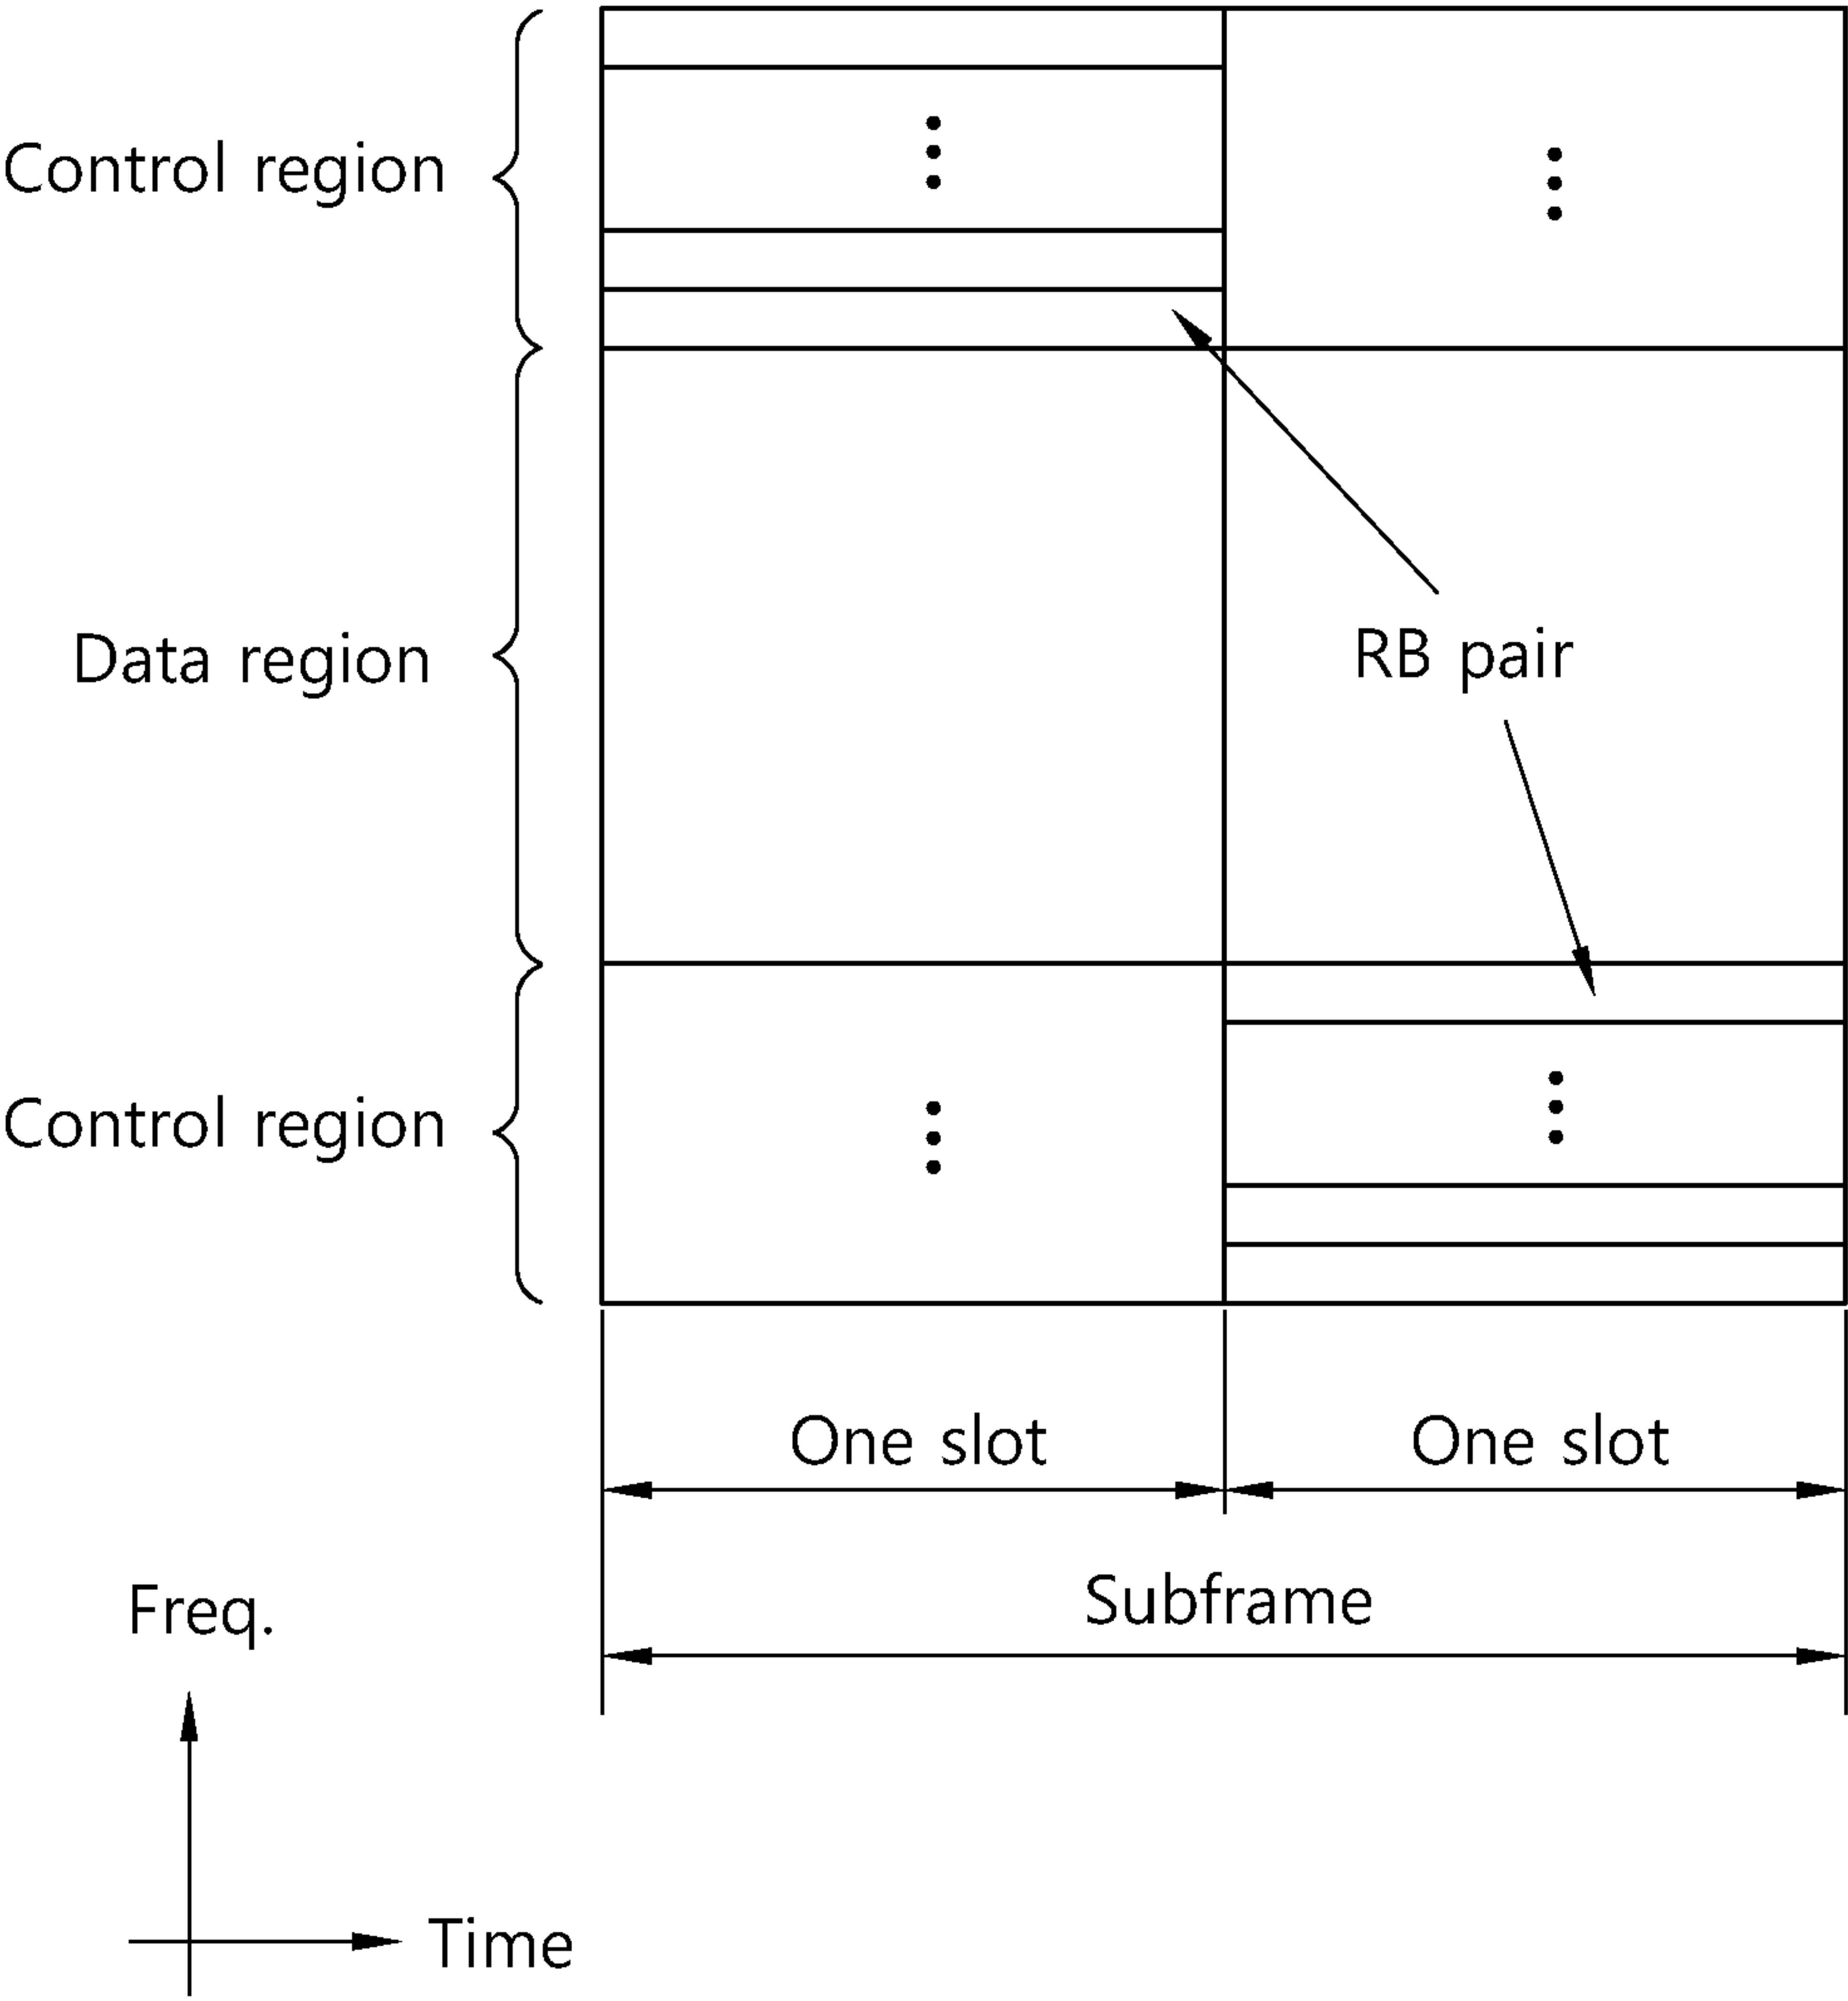 Control region
Data region
RB pair
Control region
One slot
One slot
Subframe
Freq.
Time